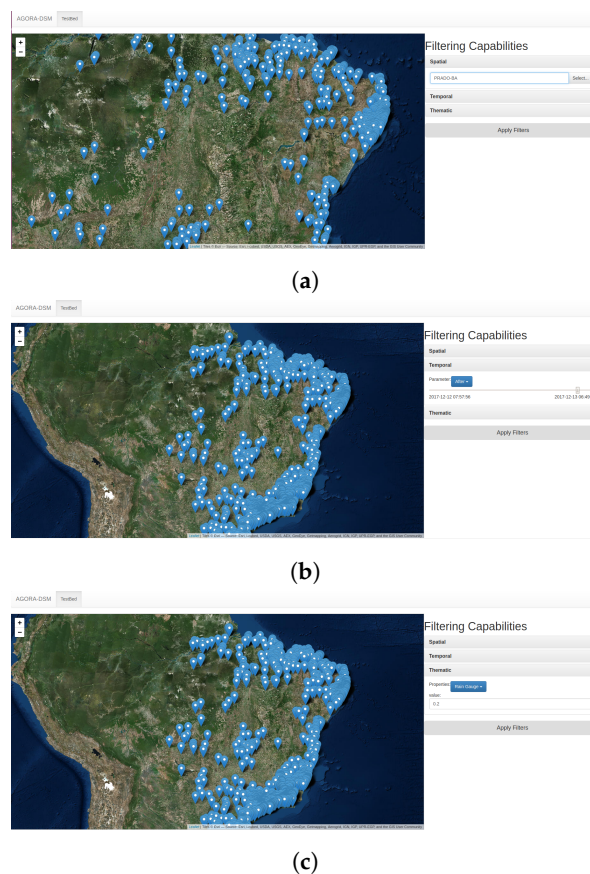 AGORA-DSM TestBed
+
−
Filtering Capabilities
Spatial
PRADO-BA Select...
Temporal
Thematic
Apply Filters
(a)
AGORA-DSM TestBed
+
−
Filtering Capabilities
Spatial
Temporal
Parameter: After
2017-12-12 07:57:56 2017-12-13 06:49
Thematic
Apply Filters
(b)
AGORA-DSM TestBed
+
−
Filtering Capabilities
Spatial
Temporal
Thematic
Properties: Rain Gauge
value:
0.2
Apply Filters
(c)